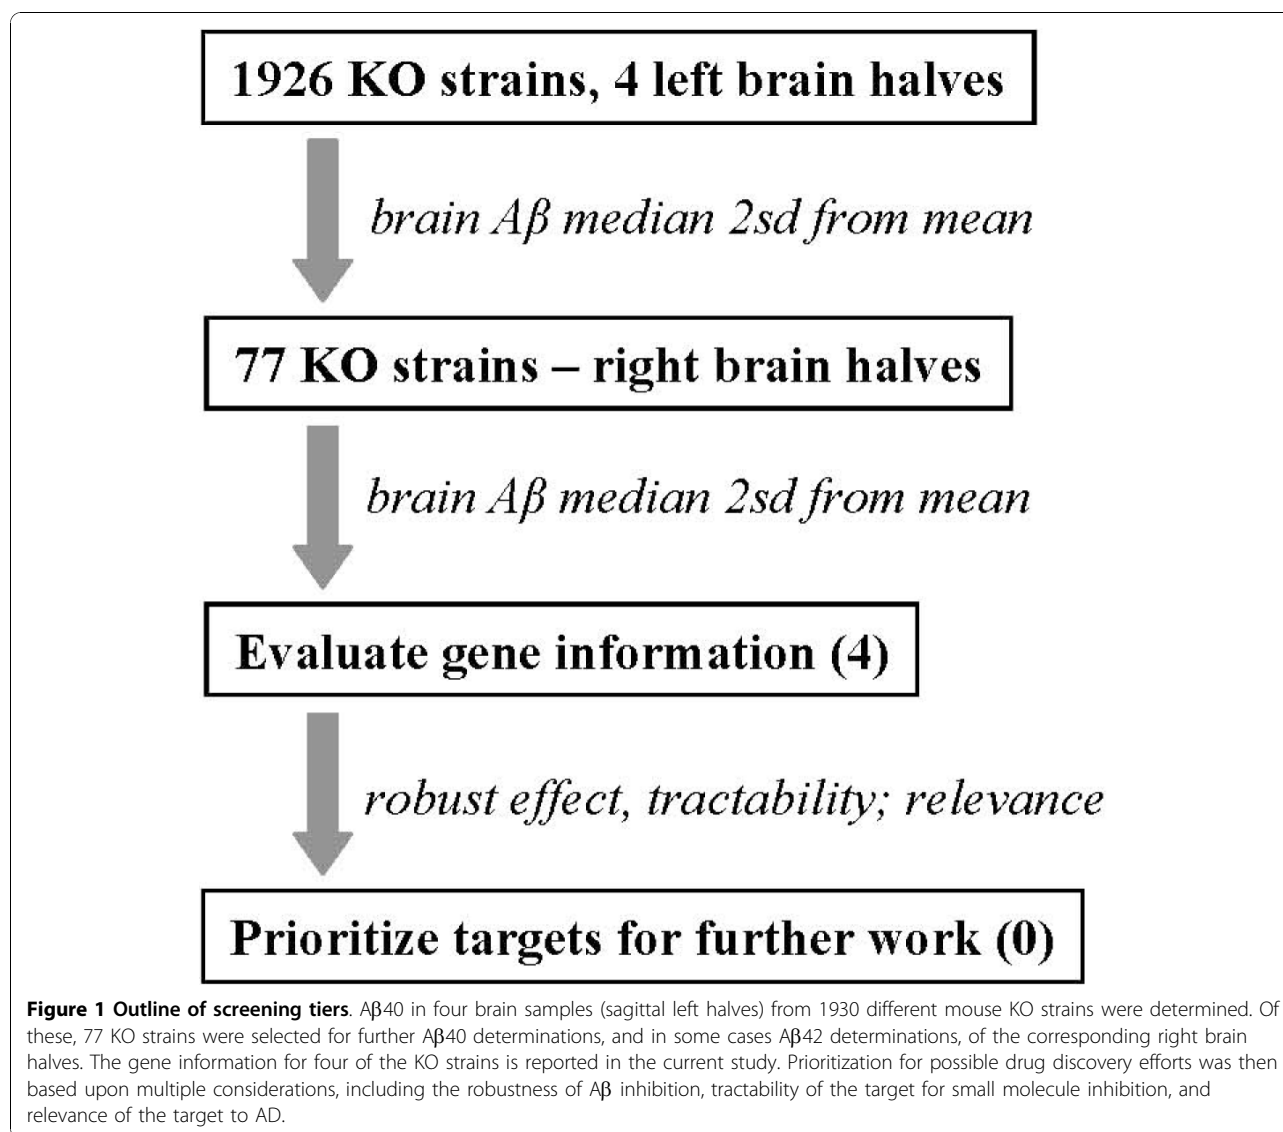 1926 KO strains, 4 left brain halves
brain Aβ median 2sd from mean
77 KO strains – right brain halves
brain Aβ median 2sd from mean
Evaluate gene information (4)
robust effect, tractability; relevance
Prioritize targets for further work (0)
Figure 1 Outline of screening tiers. Aβ40 in four brain samples (sagittal left halves) from 1930 different mouse KO strains were determined. Of
these, 77 KO strains were selected for further Aβ40 determinations, and in some cases Aβ42 determinations, of the corresponding right brain
halves. The gene information for four of the KO strains is reported in the current study. Prioritization for possible drug discovery efforts was then
based upon multiple considerations, including the robustness of Aβ inhibition, tractability of the target for small molecule inhibition, and
relevance of the target to AD.